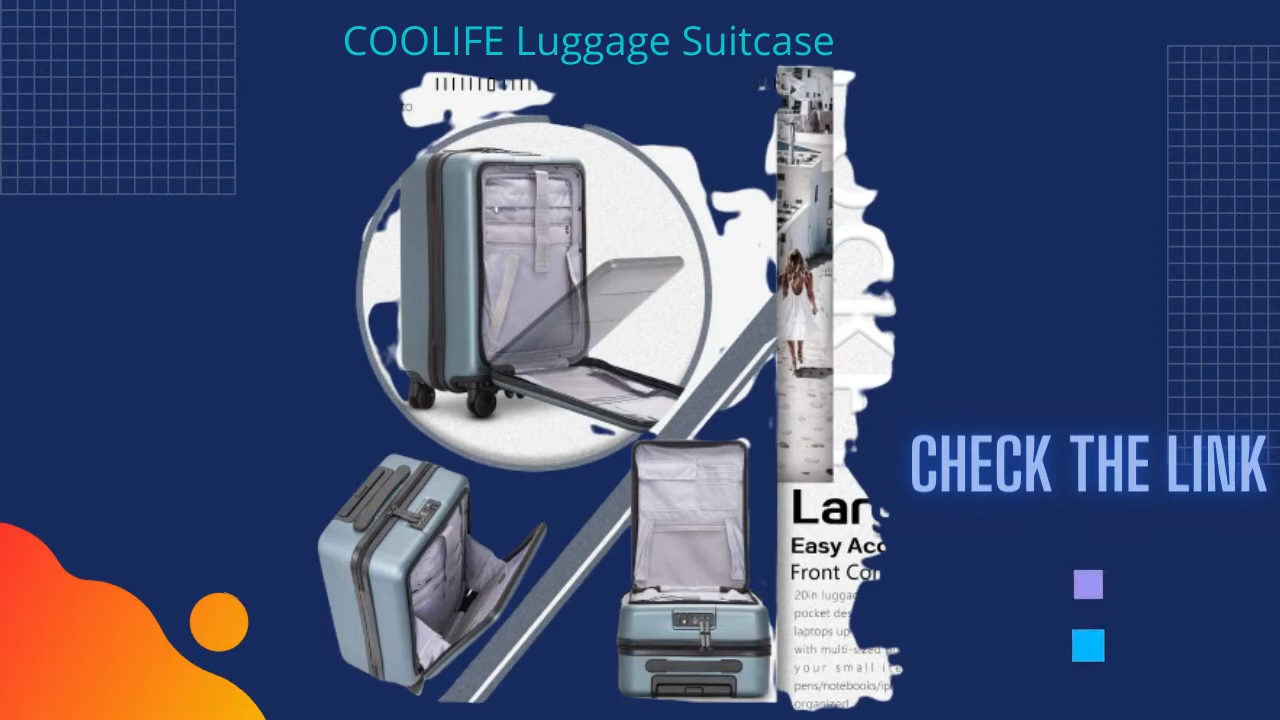 COOLIFE Luggage Suitcase
CHECK THE LINK
Lar
Easy Acc
Front Con
20in luggag
pocket des
laptops up
with multi-sized
your small
pens/notebooks/ip
organized